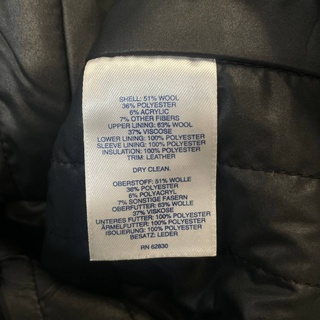 SHELL: 51% WOOL
36% POLYESTER
6% ACRYLIC
7% OTHER FIBERS
UPPER LINING: 63% WOOL
37% VISCOSE
LOWER LINING: 100% POLYESTER
SLEEVE LINING: 100% POLYESTER
INSULATION: 100% POLYESTER
TRIM: LEATHER
DRY CLEAN.
OBERSTOFF: 51% WOLLE
36% POLYESTER
6% POLYACRYL
7% SONSTIGE FASERN
OBERFUTTER: 63% WOLLE
37% VISKOSE
UNTERES FUTTER: 100% POLYESTER
ÄRMELFUTTER: 100% POLYESTER
ISOLIERUNG: 100% POLYESTER
BESATZ: LEDER
RN 62830